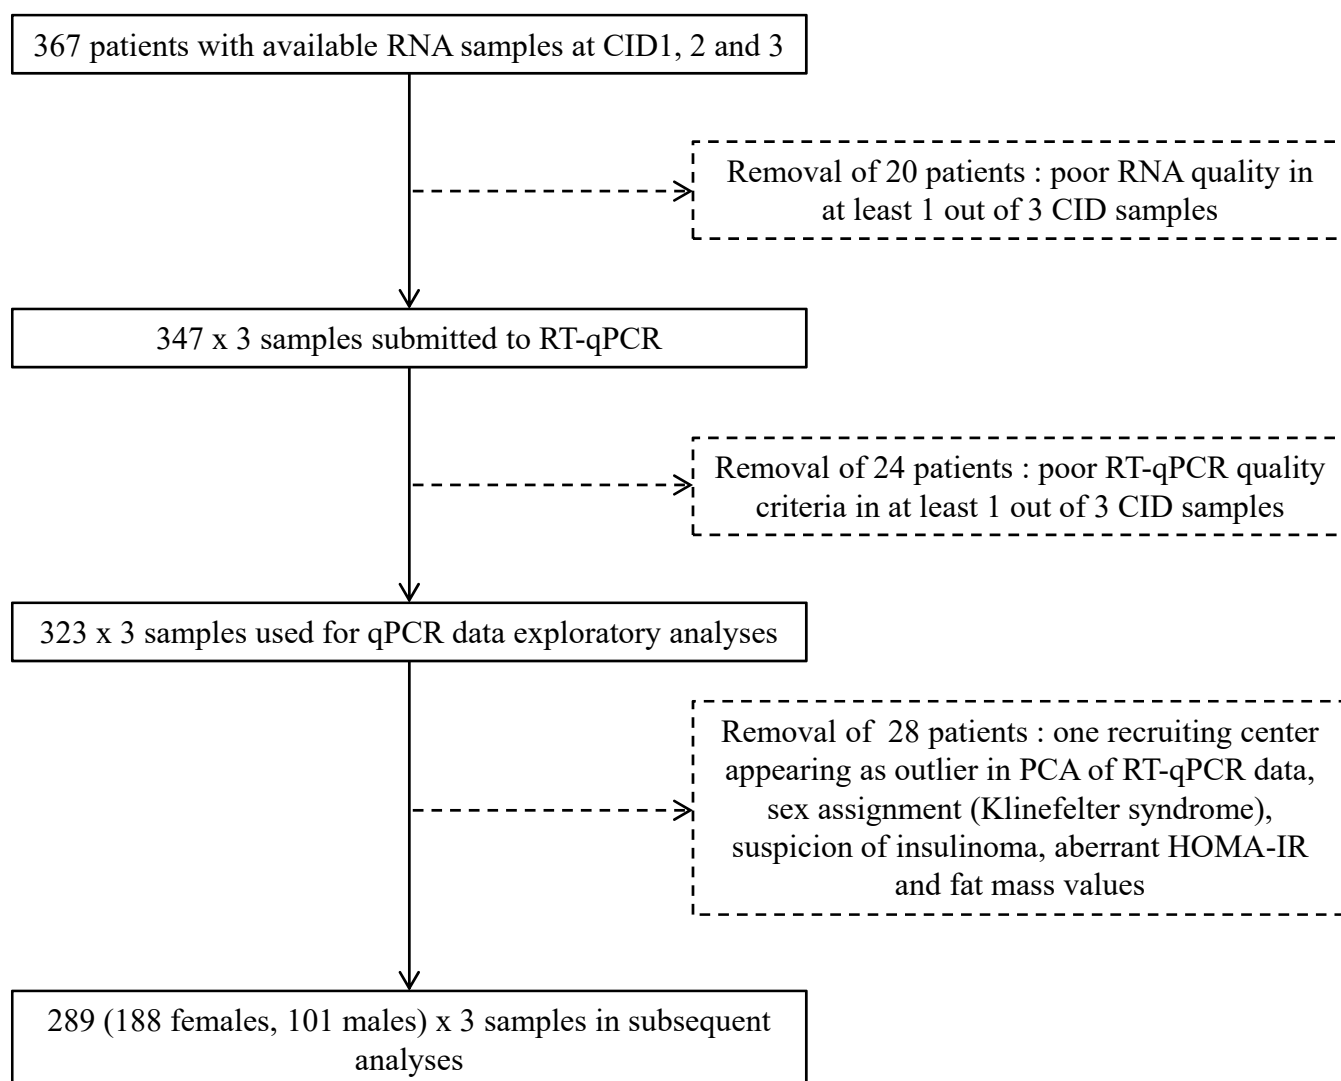 367 patients with available RNA samples at CID1, 2 and 3
Removal of 20 patients : poor RNA quality in
at least 1 out of 3 CID samples
347 x 3 samples submitted to RT-qPCR
Removal of 24 patients : poor RT-qPCR quality
criteria in at least 1 out of 3 CID samples
323 x 3 samples used for qPCR data exploratory analyses
Removal of  28 patients : one recruiting center
appearing as outlier in PCA of RT-qPCR data,
sex assignment (Klinefelter syndrome),
suspicion of insulinoma, aberrant HOMA-IR
and fat mass values
289 (188 females, 101 males) x 3 samples in subsequent
analyses